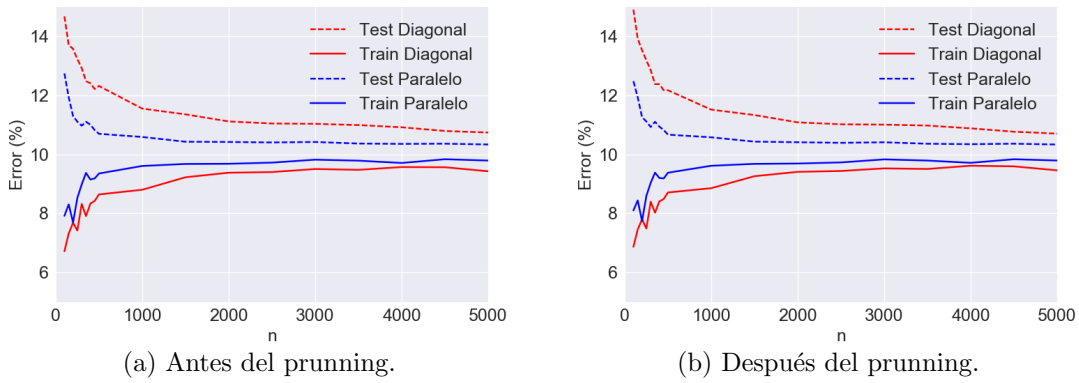 14
12
10
8
6
Error (%)
0
1000
2000
3000
4000
5000
n
Test Diagonal
Train Diagonal
Test Paralelo
Train Paralelo
(a) Antes del prunning.
14
12
10
8
6
Error (%)
0
1000
2000
3000
4000
5000
n
Test Diagonal
Train Diagonal
Test Paralelo
Train Paralelo
(b) Después del prunning.